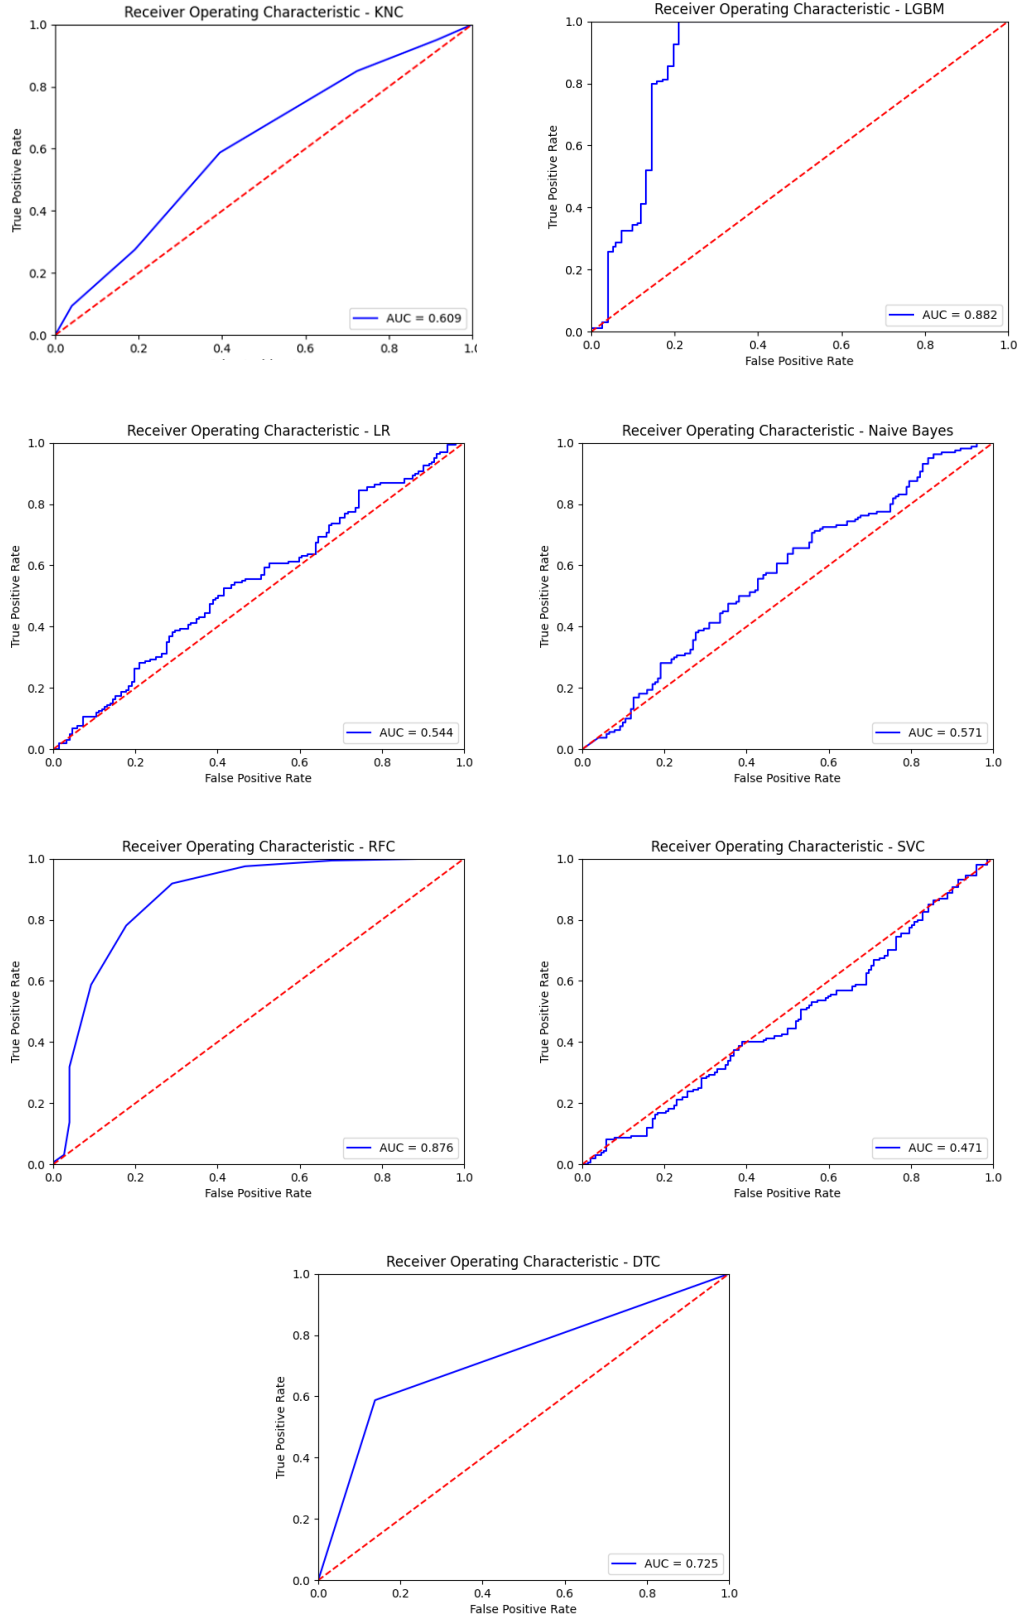 Receiver Operating Characteristic - KNC
True Positive Rate
1.0
0.8
0.6
0.4
0.2
0.0
AUC = 0.609
0.0 0.2 0.4 0.6 0.8 1.0
Receiver Operating Characteristic - LGBM
True Positive Rate
1.0
0.8
0.6
0.4
0.2
0.0
AUC = 0.882
0.0 0.2 0.4 0.6 0.8 1.0
False Positive Rate
Receiver Operating Characteristic - LR
True Positive Rate
1.0
0.8
0.6
0.4
0.2
0.0
AUC = 0.544
0.0 0.2 0.4 0.6 0.8 1.0
False Positive Rate
Receiver Operating Characteristic - Naive Bayes
True Positive Rate
1.0
0.8
0.6
0.4
0.2
0.0
AUC = 0.571
0.0 0.2 0.4 0.6 0.8 1.0
False Positive Rate
Receiver Operating Characteristic - RFC
True Positive Rate
1.0
0.8
0.6
0.4
0.2
0.0
AUC = 0.876
0.0 0.2 0.4 0.6 0.8 1.0
False Positive Rate
Receiver Operating Characteristic - SVC
True Positive Rate
1.0
0.8
0.6
0.4
0.2
0.0
AUC = 0.471
0.0 0.2 0.4 0.6 0.8 1.0
False Positive Rate
Receiver Operating Characteristic - DTC
True Positive Rate
1.0
0.8
0.6
0.4
0.2
0.0
AUC = 0.725
0.0 0.2 0.4 0.6 0.8 1.0
False Positive Rate